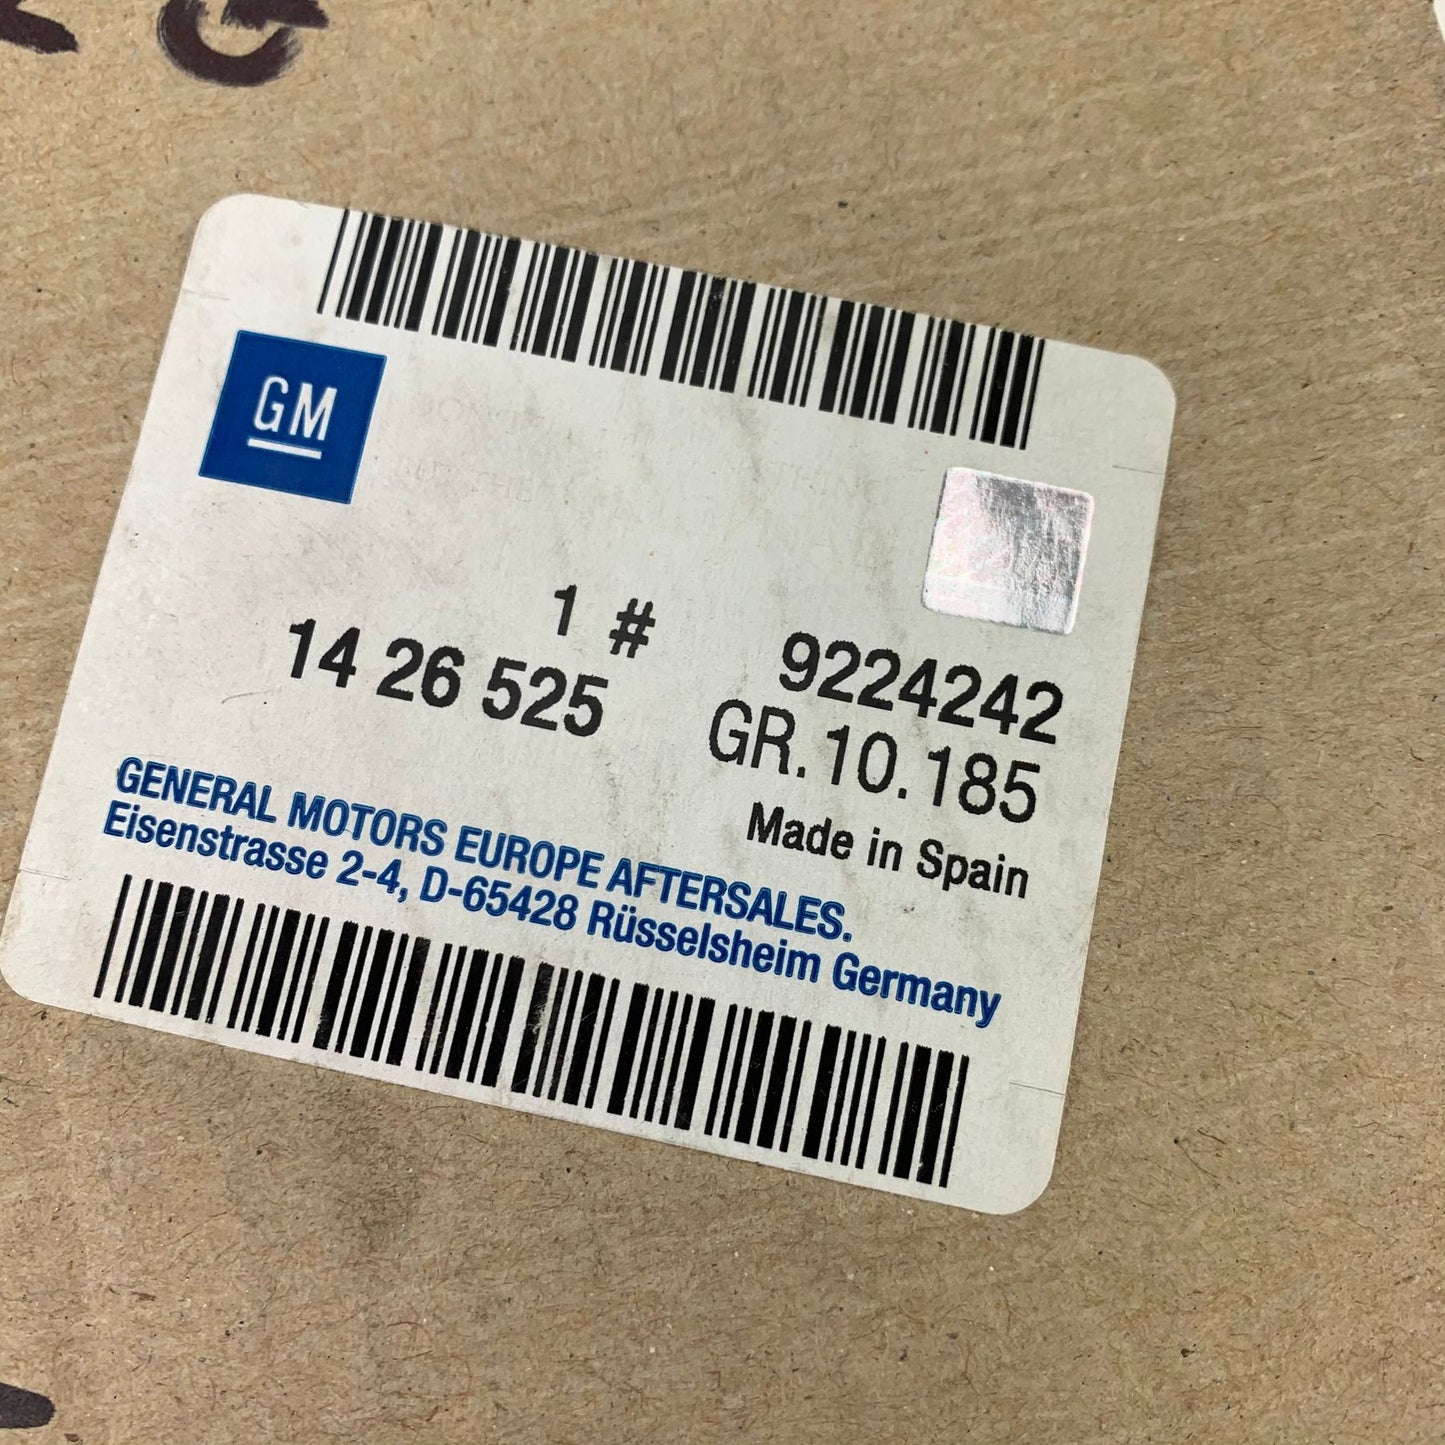 GM
1 #
14 26 525
9224242
GR.10.185
Made in Spain
GENERAL MOTORS EUROPE AFTERSALES.
Eisenstrasse 2-4, D-65428 Rüsselsheim Germany